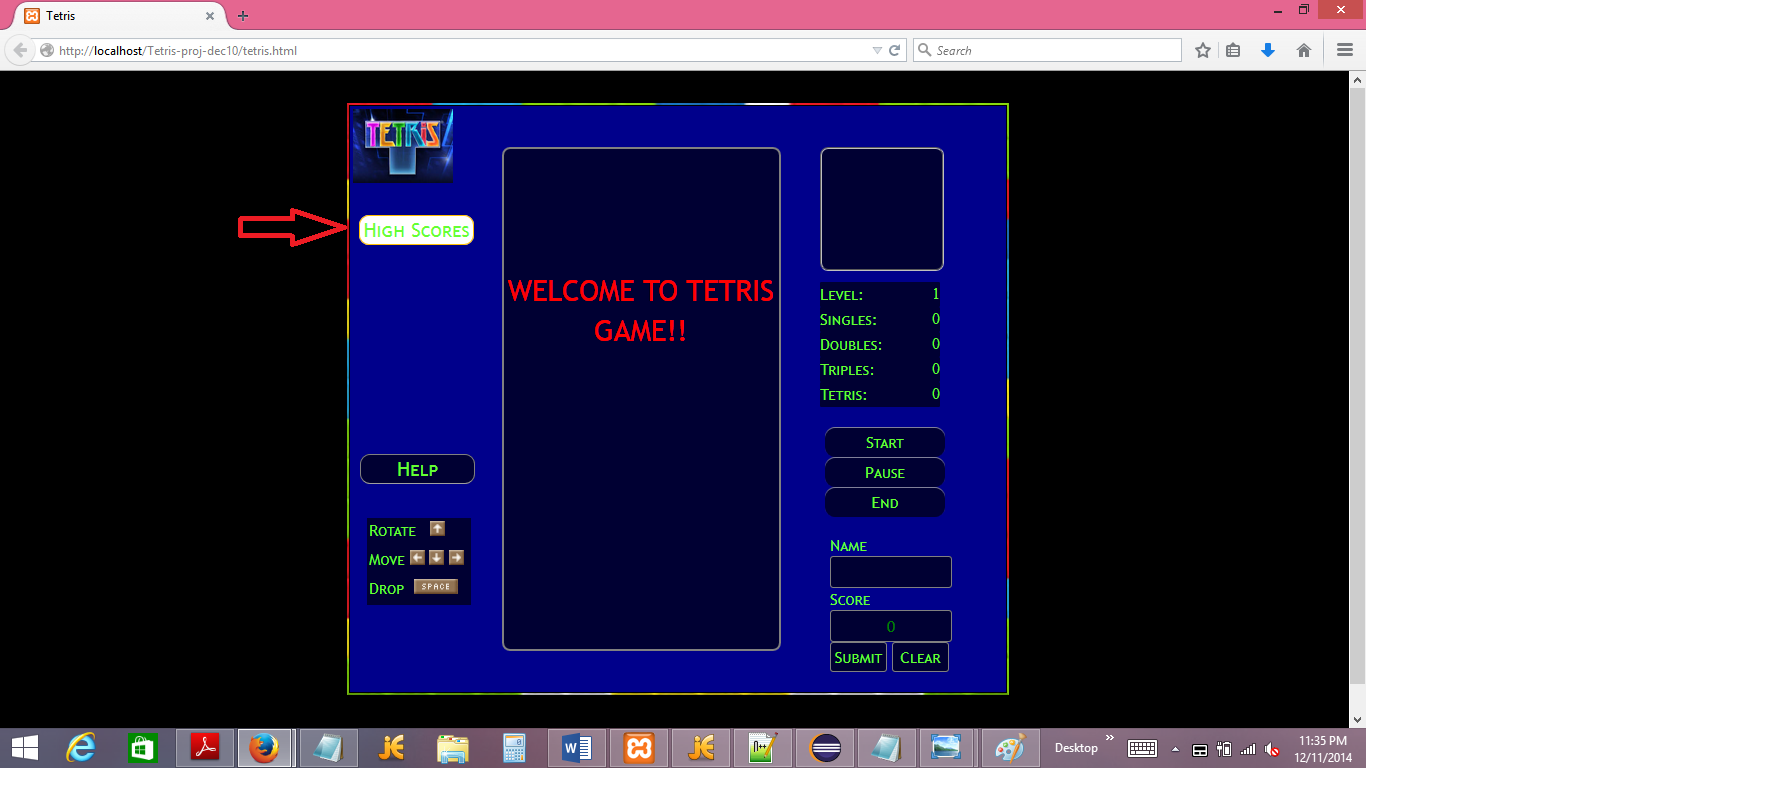 Tetris
http://localhost/Tetris-proj-dec10/tetris.html
Search
TETRIS
High Scores
WELCOME TO TETRIS
GAME!!
Level: 1
Singles: 0
Doubles: 0
Triples: 0
Tetris: 0
Start
Pause
End
Help
Rotate
Move
Drop SPACE
Name
Score
0
Submit Clear
Desktop
11:35 PM
12/11/2014